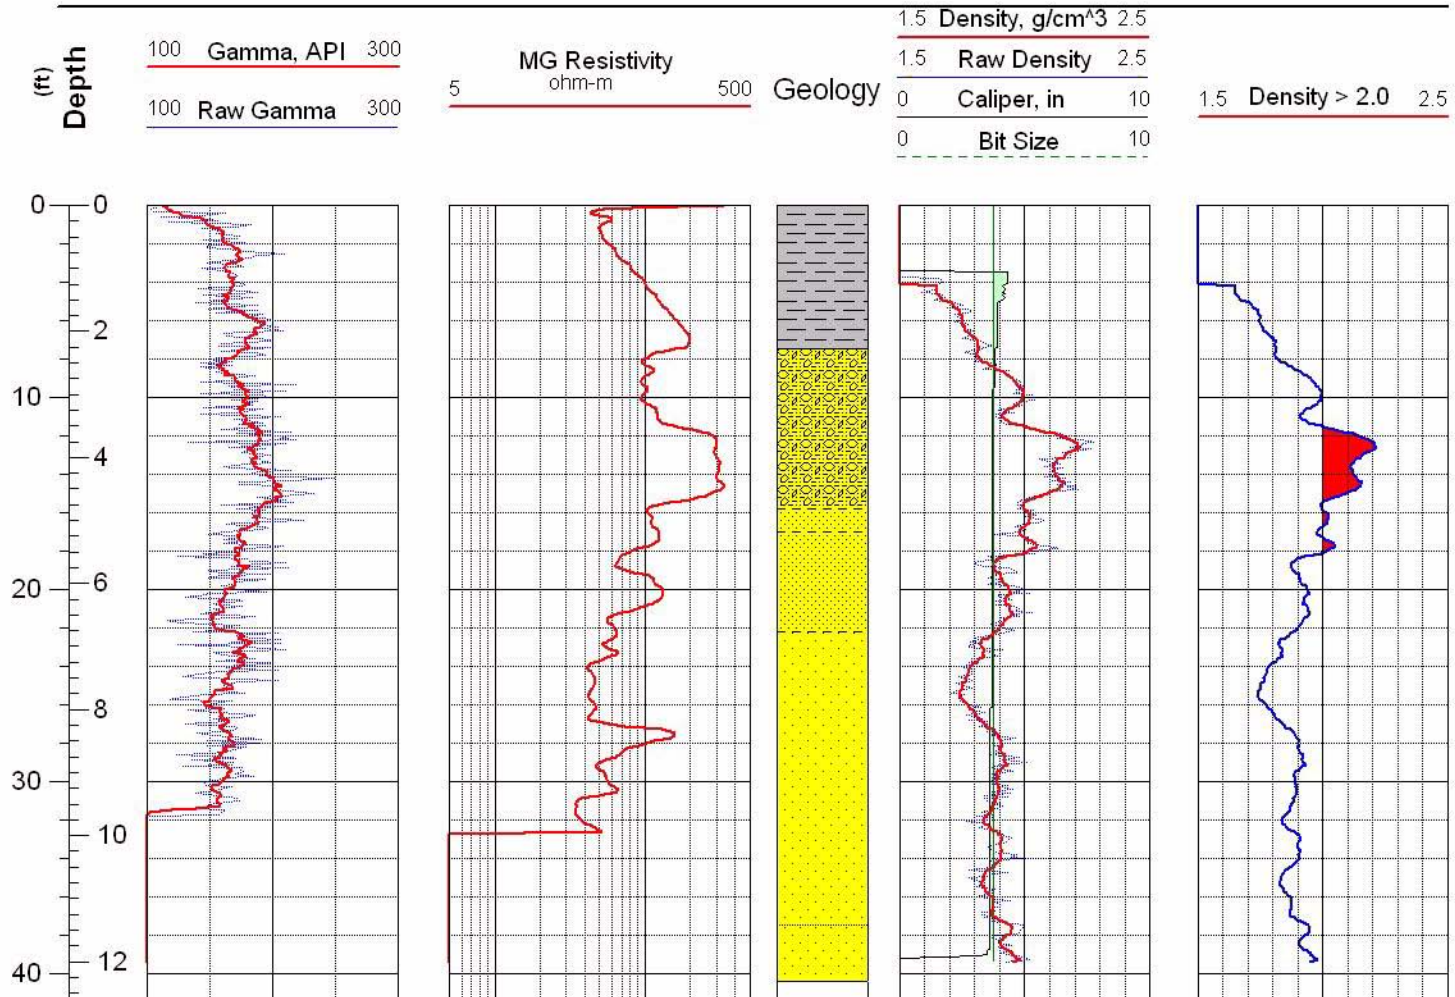 (ft)
Depth
100 Gamma, API 300
100 Raw Gamma 300
MG Resistivity
ohm-m
5 500
Geology
1.5 Density, g/cm^3 2.5
1.5 Raw Density 2.5
0 Caliper, in 10
0 Bit Size 10
1.5 Density > 2.0 2.5
0 0
2
10
4
20
6
8
30
10
12
40